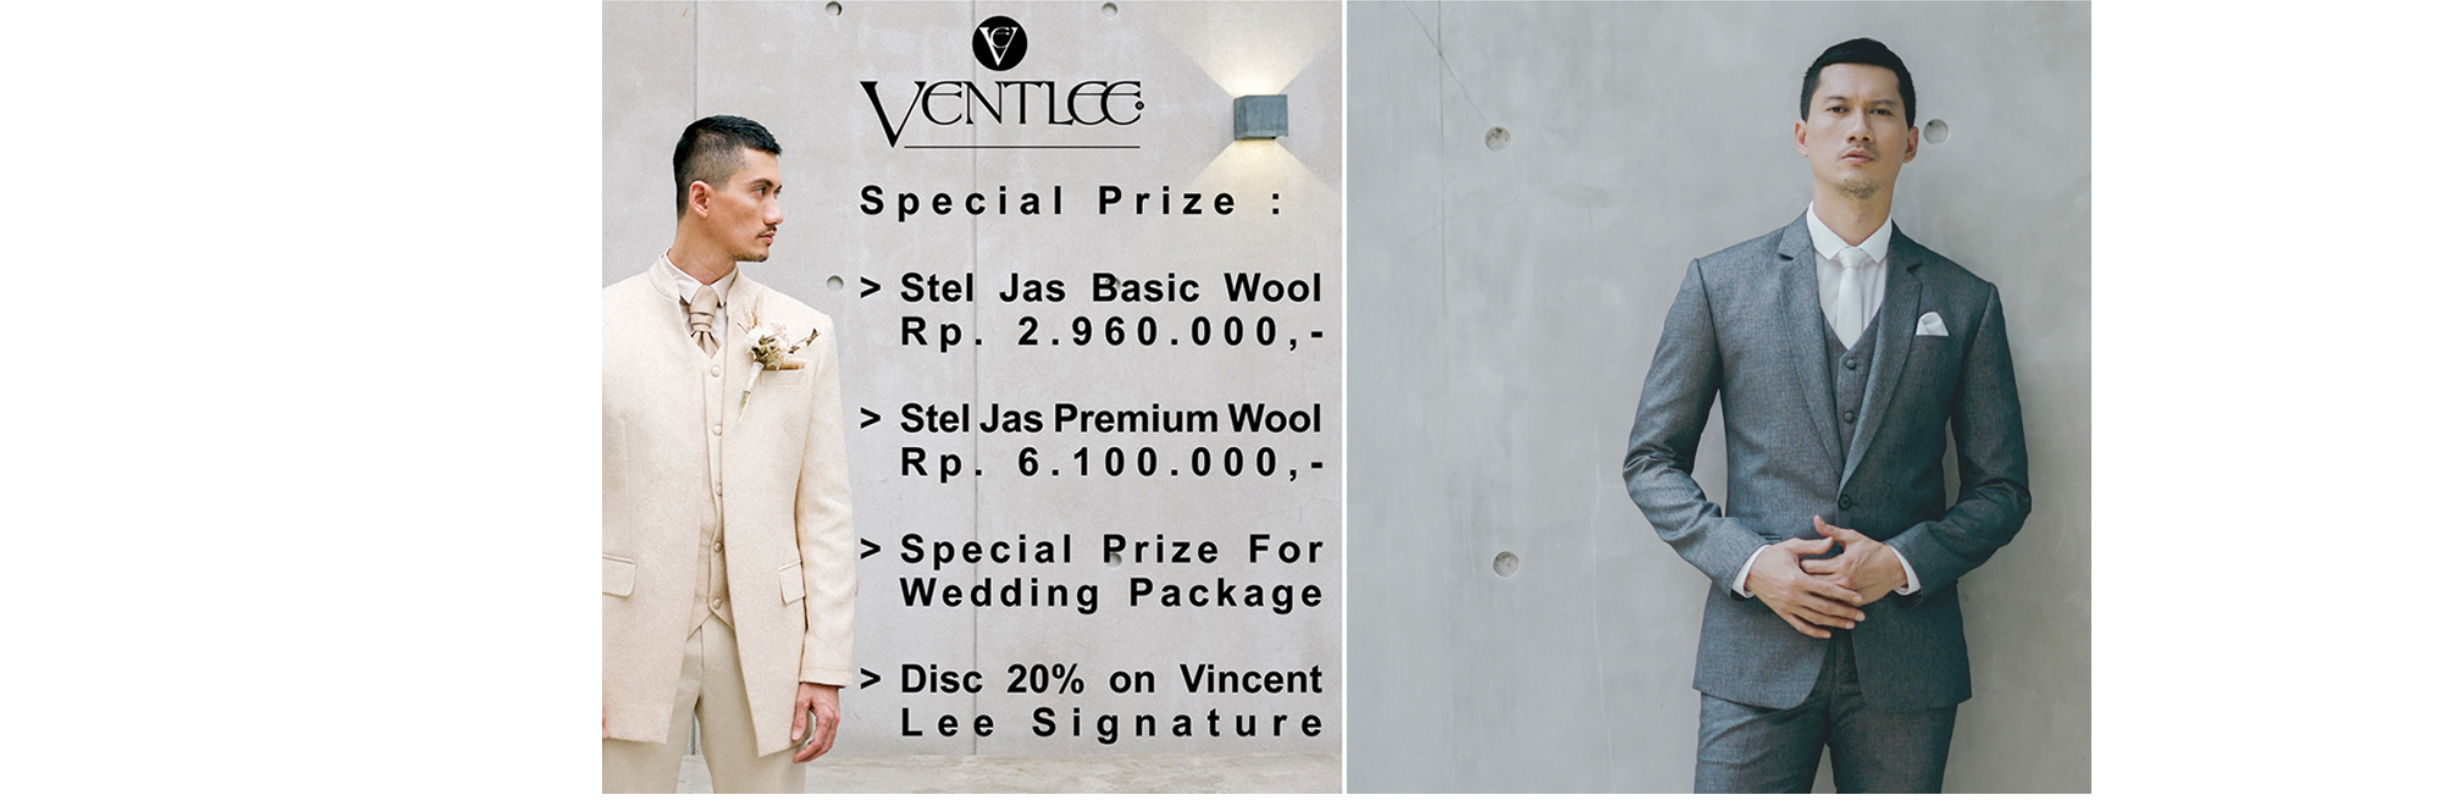 VENTLEE
Special Prize :
> Stel Jas Basic Wool
Rp. 2.960.000,-
> Stel Jas Premium Wool
Rp. 6.100.000,-
> Special Prize For
Wedding Package
> Disc 20% on Vincent
Lee Signature